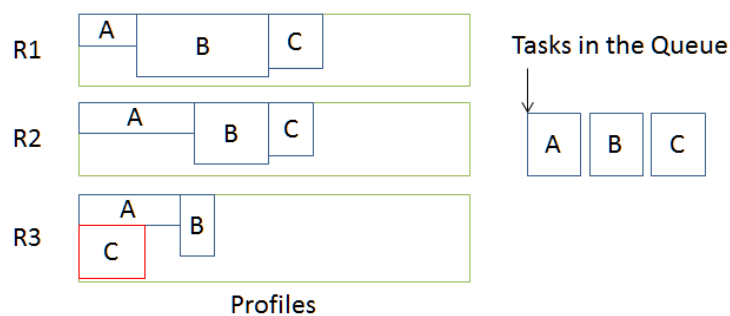 R1 A B C
Tasks in the Queue
R2 A B C
A B C
R3 A B
C
Profiles